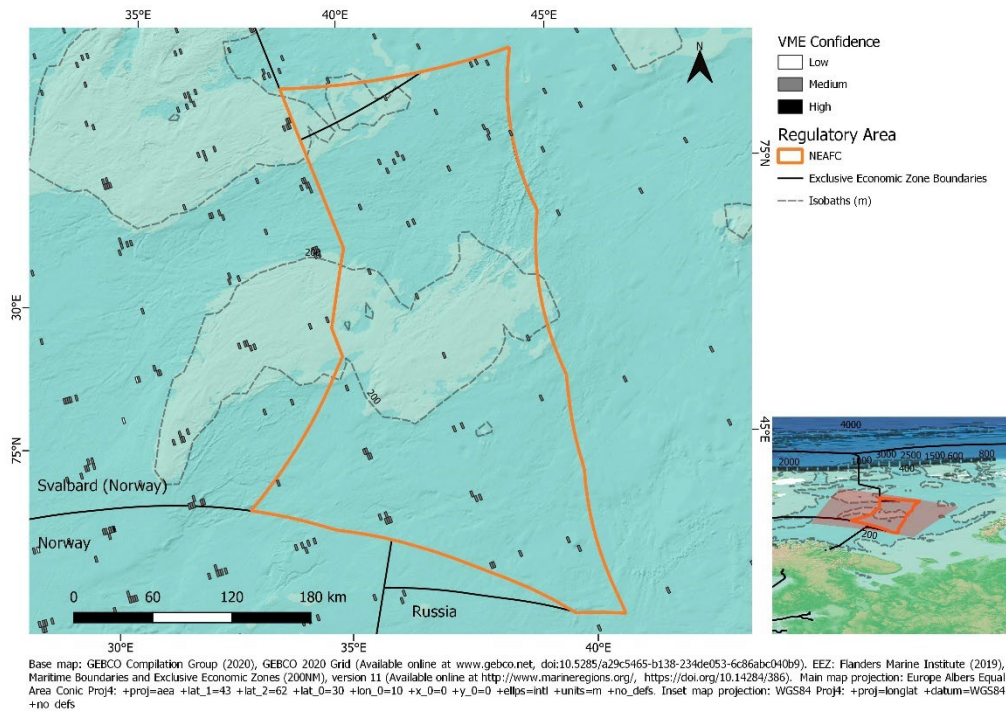 35°E 40°E 45°E
N
VME Confidence
Low
Medium
High
Regulatory Area
NEAFC
Exclusive Economic Zone Boundaries
Isobaths (m)
75°N
200
30°E
200
45°E
75°N
Svalbard (Norway)
Norway
0 60 120 180 km
Russia
30°E 35°E 40°E
4000
2000 1000 3000 2500 1500 600 800
400
200
Base map: GEBCO Compilation Group (2020), GEBCO 2020 Grid (Available online at www.gebco.net, doi:10.5285/a29c5465-b138-234de053-6c86abc040b9). EEZ: Flanders Marine Institute (2019),
Maritime Boundaries and Exclusive Economic Zones (200NM), version 11 (Available online at http://www.marineregions.org/, https://doi.org/10.14284/386). Main map projection: Europe Albers Equal
Area Conic Proj4: +proj=aea +lat_1=43 +lat_2=62 +lat_0=30 +lon_0=10 +x_0=0 +y_0=0 +ellps=intl +units=m +no_defs. Inset map projection: WGS84 Proj4: +proj=longlat +datum=WGS84
+no defs